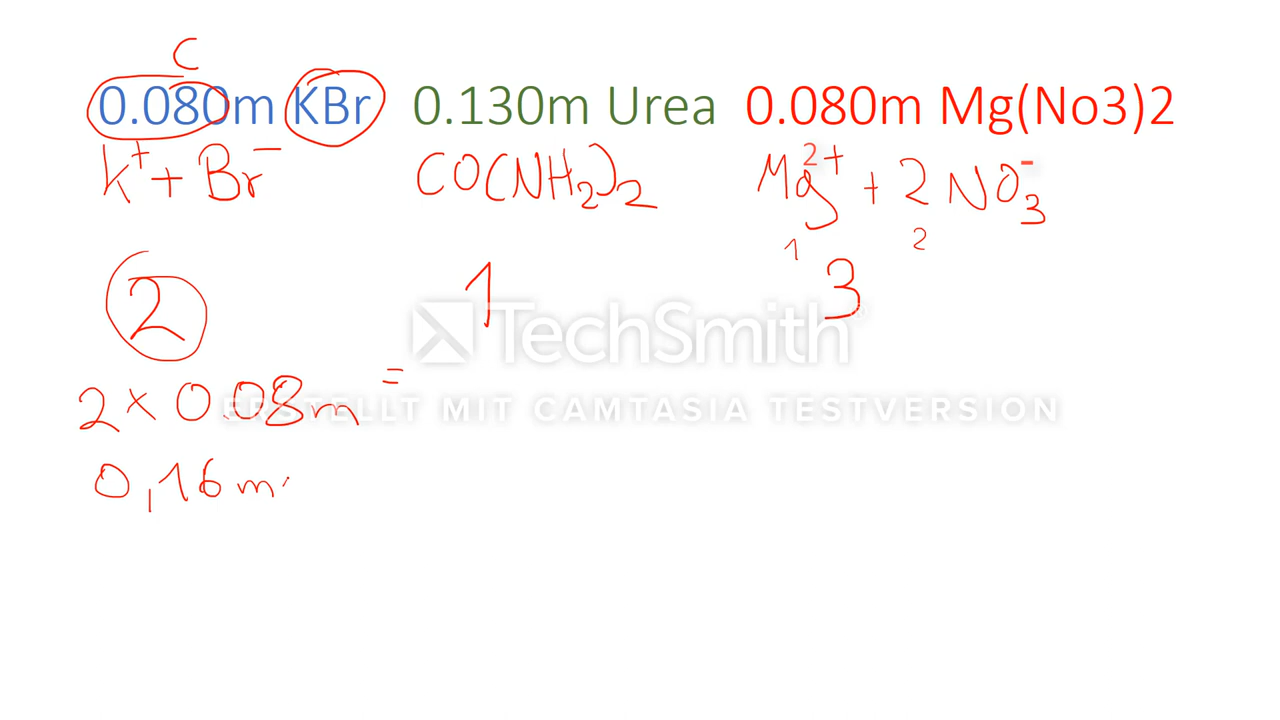 C
0.080m KBr 0.130m Urea 0.080m Mg(No3)2
K⁺ + Br⁻ CO(NH₂)₂ Mg²⁺ + 2 NO₃⁻
1 2
2 1 3
TechSmith
2 × 0.08m =
ERSTELLT MIT CAMTASIA TESTVERSION
0,16 m